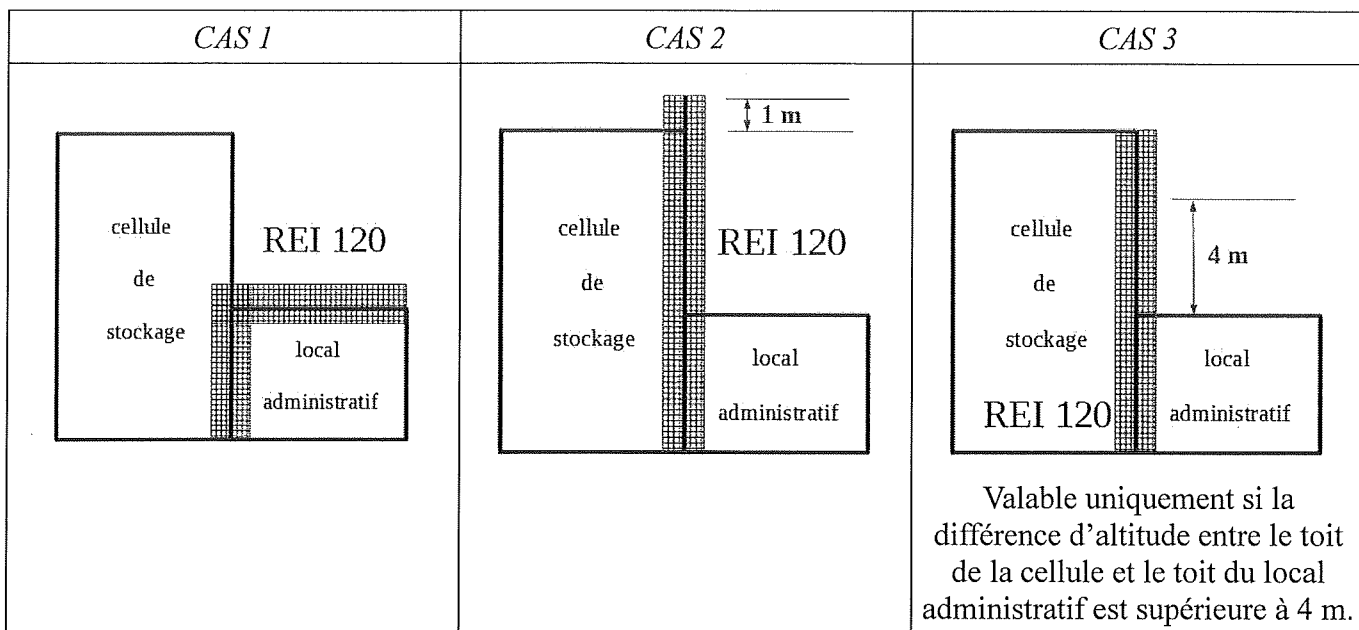 CAS 1
CAS 2
CAS 3
cellule
de
stockage
REI 120
local
administratif
1 m
cellule
de
stockage
REI 120
local
administratif
cellule
de
stockage
4 m
REI 120
local
administratif
Valable uniquement si la
différence d'altitude entre le toit
de la cellule et le toit du local
administratif est supérieure à 4 m.